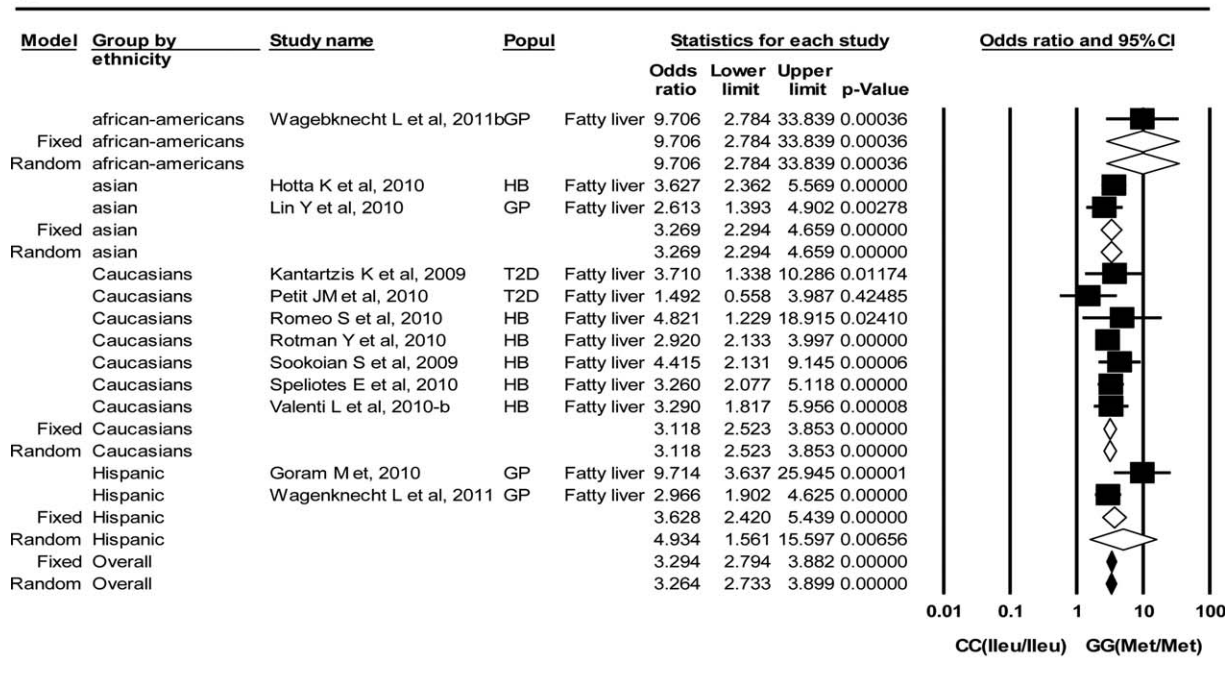 Model Group by ethnicity Study name Popul Statistics for each study Odds ratio and 95%CI
Odds ratio Lower limit Upper limit p-Value
african-americans Wagebknecht L et al, 2011b GP Fatty liver 9.706 2.784 33.839 0.00036
Fixed african-americans 9.706 2.784 33.839 0.00036
Random african-americans 9.706 2.784 33.839 0.00036
asian Hotta K et al, 2010 HB Fatty liver 3.627 2.362 5.569 0.00000
asian Lin Y et al, 2010 GP Fatty liver 2.613 1.393 4.902 0.00278
Fixed asian 3.269 2.294 4.659 0.00000
Random asian 3.269 2.294 4.659 0.00000
Caucasians Kantartzis K et al, 2009 T2D Fatty liver 3.710 1.338 10.286 0.01174
Caucasians Petit JM et al, 2010 T2D Fatty liver 1.492 0.558 3.987 0.42485
Caucasians Romeo S et al, 2010 HB Fatty liver 4.821 1.229 18.915 0.02410
Caucasians Rotman Y et al, 2010 HB Fatty liver 2.920 2.133 3.997 0.00000
Caucasians Sookoian S et al, 2009 HB Fatty liver 4.415 2.131 9.145 0.00006
Caucasians Speliotes E et al, 2010 HB Fatty liver 3.260 2.077 5.118 0.00000
Caucasians Valenti L et al, 2010-b HB Fatty liver 3.290 1.817 5.956 0.00008
Fixed Caucasians 3.118 2.523 3.853 0.00000
Random Caucasians 3.118 2.523 3.853 0.00000
Hispanic Goram M et, 2010 GP Fatty liver 9.714 3.637 25.945 0.00001
Hispanic Wagenknecht L et al, 2011 GP Fatty liver 2.966 1.902 4.625 0.00000
Fixed Hispanic 3.628 2.420 5.439 0.00000
Random Hispanic 4.934 1.561 15.597 0.00656
Fixed Overall 3.294 2.794 3.882 0.00000
Random Overall 3.264 2.733 3.899 0.00000
0.01 0.1 1 10 100
CC(Ileu/Ileu) GG(Met/Met)